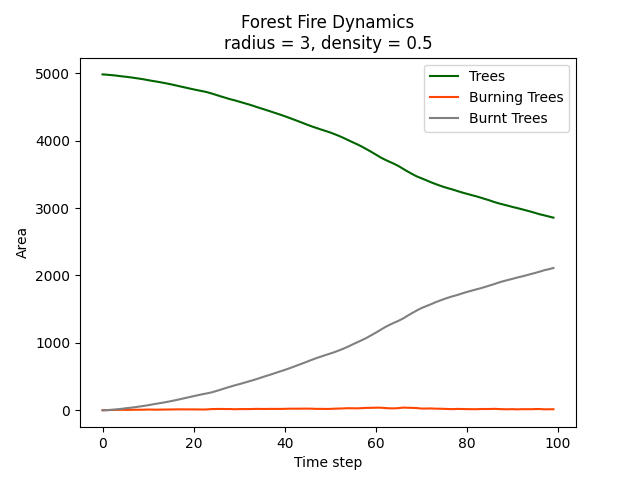 Forest Fire Dynamics
radius = 3, density = 0.5
Trees
Burning Trees
Burnt Trees
Area
5000
4000
3000
2000
1000
0
0 20 40 60 80 100
Time step